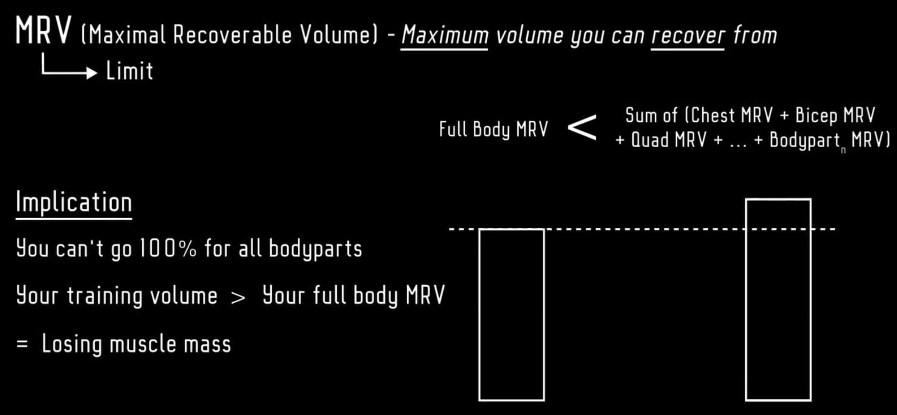 MRV (Maximal Recoverable Volume) - Maximum volume you can recover from
Limit
Full Body MRV < Sum of (Chest MRV + Bicep MRV
+ Quad MRV + ... + Bodypartn MRV)
Implication
You can't go 100% for all bodyparts
Your training volume > Your full body MRV
= Losing muscle mass